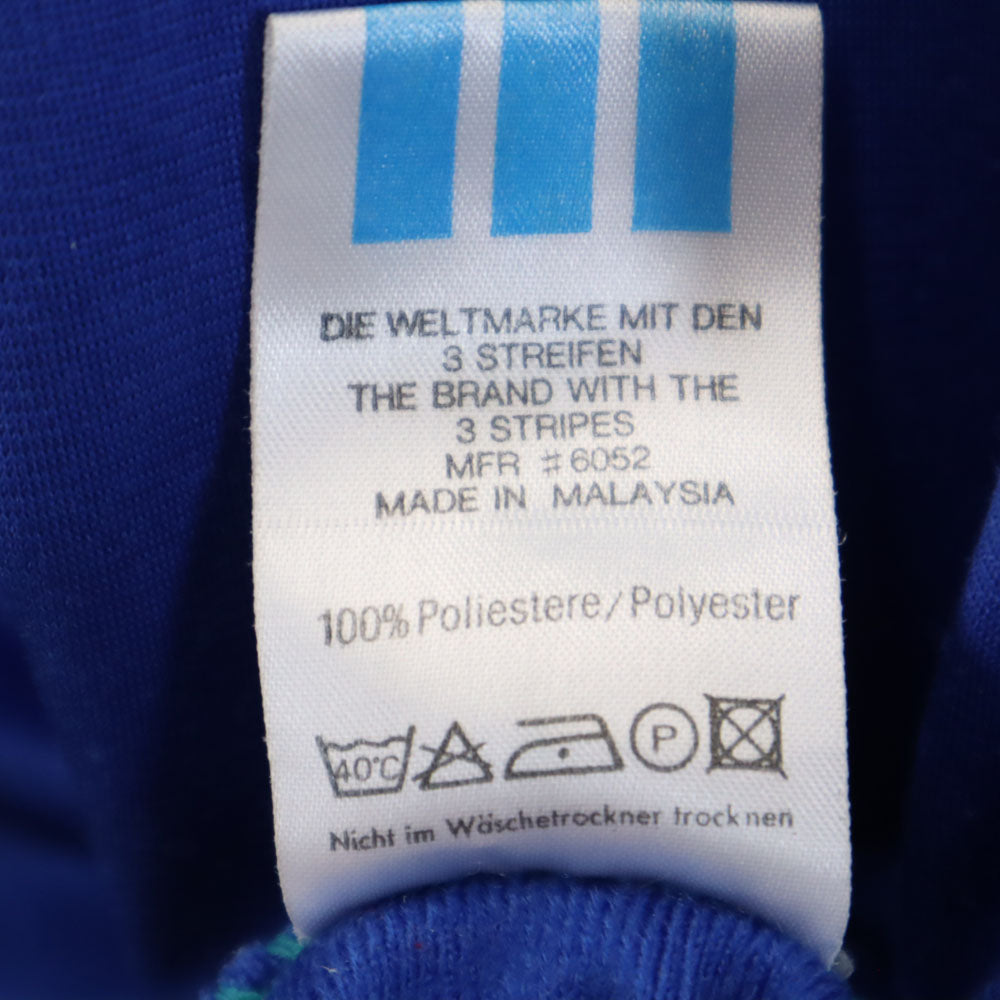 DIE WELTMARKE MIT DEN
3 STREIFEN
THE BRAND WITH THE
3 STRIPES
MFR #6052
MADE IN MALAYSIA
100% Poliestere/Polyester
40°C P
Nicht im Wäschetrockner trocknen